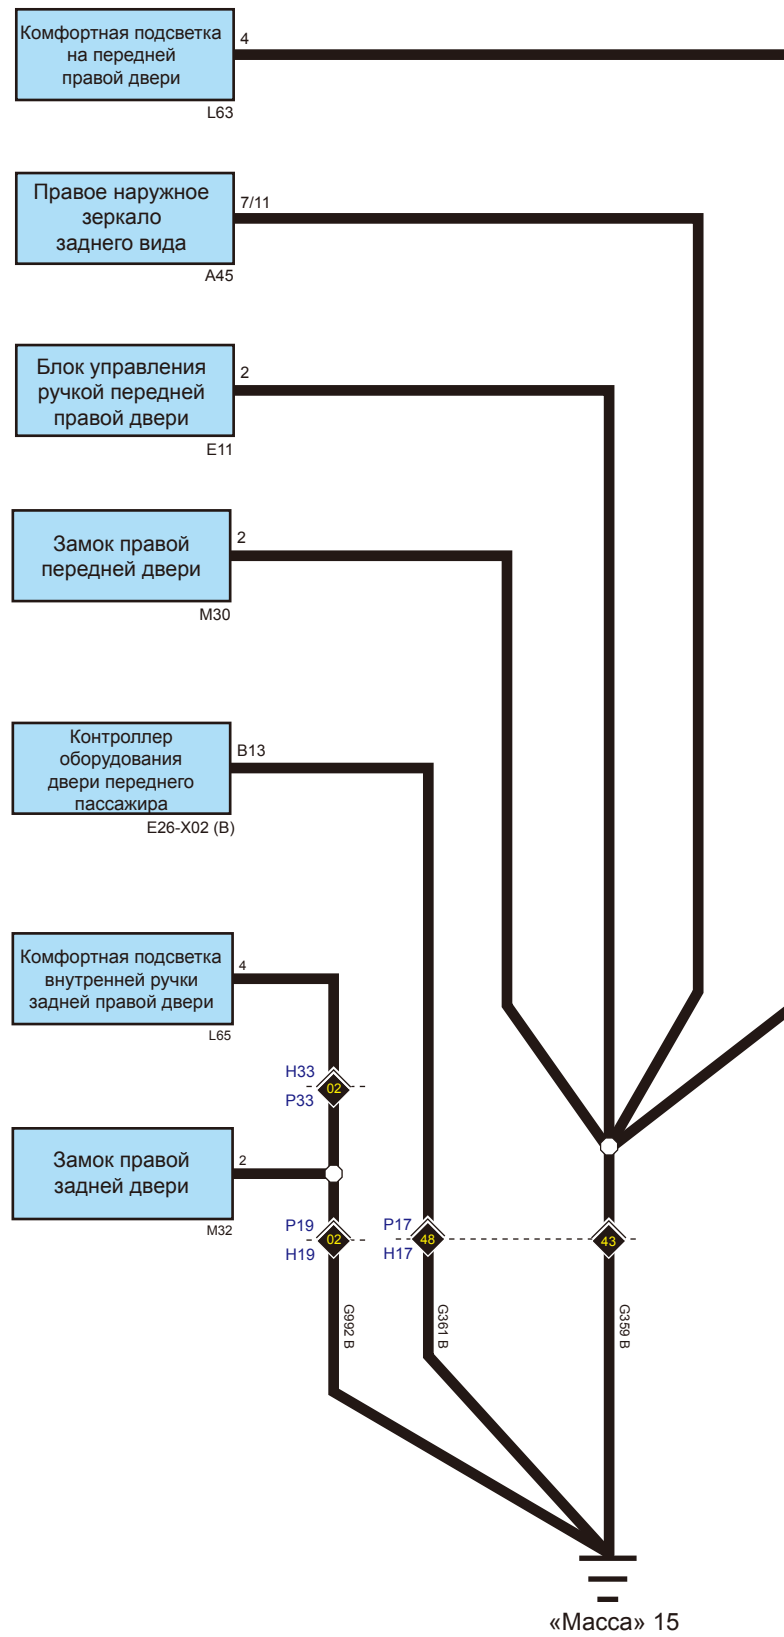 Комфортная подсветка
на передней
правой двери
4
L63
Правое наружное
зеркало
заднего вида
7/11
A45
Блок управления
ручкой передней
правой двери
2
E11
Замок правой
передней двери
2
M30
Контроллер
оборудования
двери переднего
пассажира
B13
E26-X02 (B)
Комфортная подсветка
внутренней ручки
задней правой двери
4
L65
H33
02
P33
Замок правой
задней двери
2
M32
P19
02
H19
P17
48
H17
43
G992 B
G361 B
G359 B
«Масса» 15